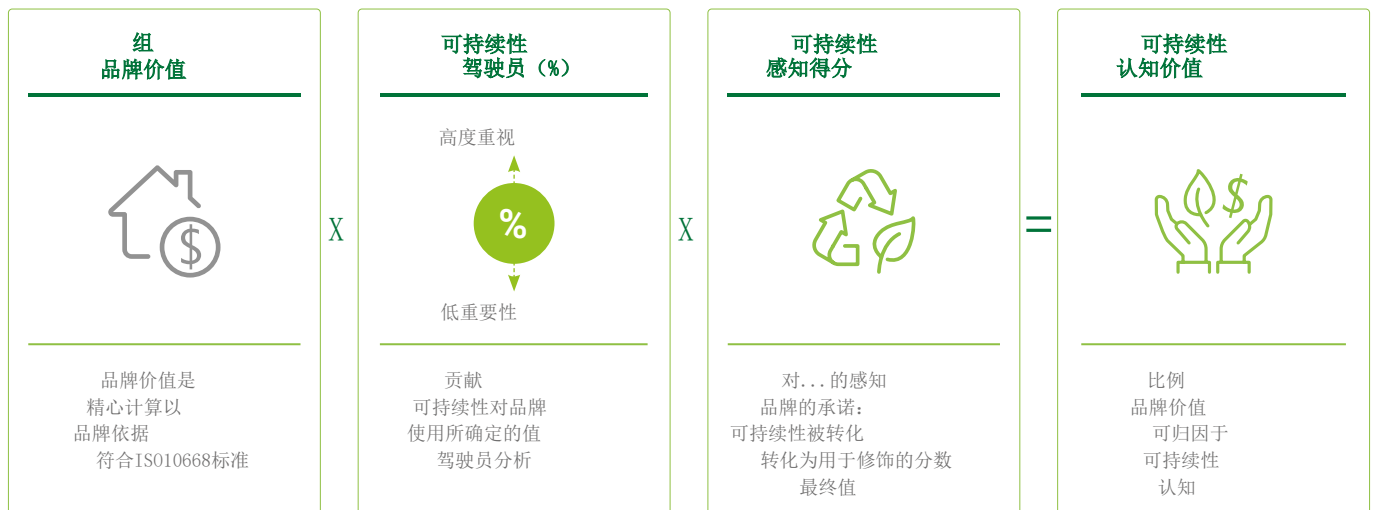 组
品牌价值
品牌价值是
精心计算以
品牌依据
符合ISO10668标准
X
可持续性
驾驶员（%）
高度重视
%
低重要性
贡献
可持续性对品牌
使用所确定的值
驾驶员分析
X
可持续性
感知得分
对...的感知
品牌的承诺：
可持续性被转化
转化为用于修饰的分数
最终值
=
可持续性
认知价值
$
$
比例
品牌价值
可归因于
可持续性
认知